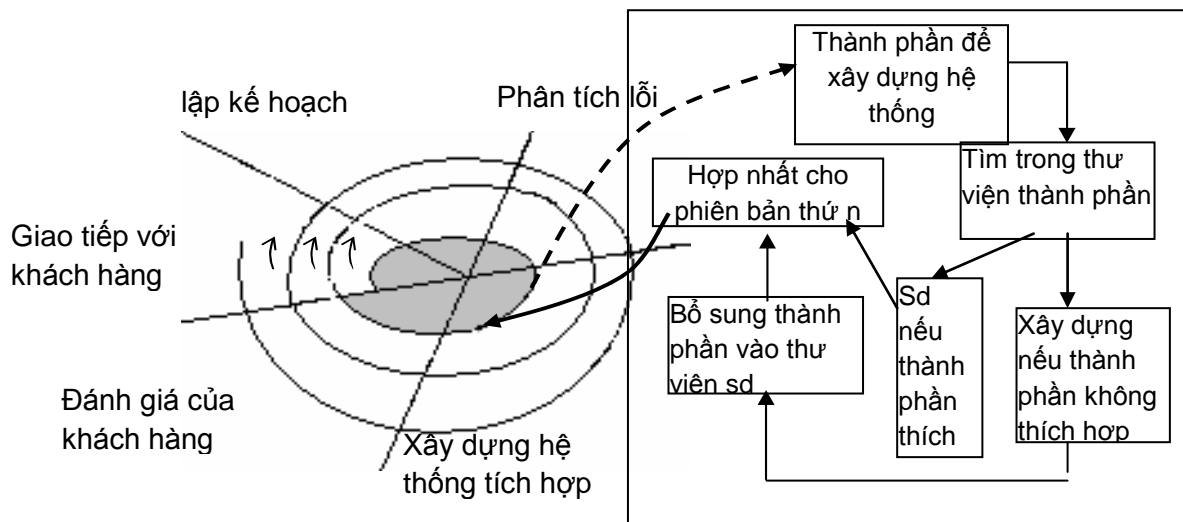 lập kế hoạch
Phân tích lỗi
Giao tiếp với
khách hàng
Đánh giá của
khách hàng
Xây dựng hệ
thống tích hợp
Thành phần để
xây dựng hệ
thống
Tìm trong thư
viện thành phần
Hợp nhất cho
phiên bản thứ n
Bổ sung thành
phần vào thư
viện sd
Sd
nếu
thành
phần
thích
Xây dựng
nếu thành
phần không
thích hợp